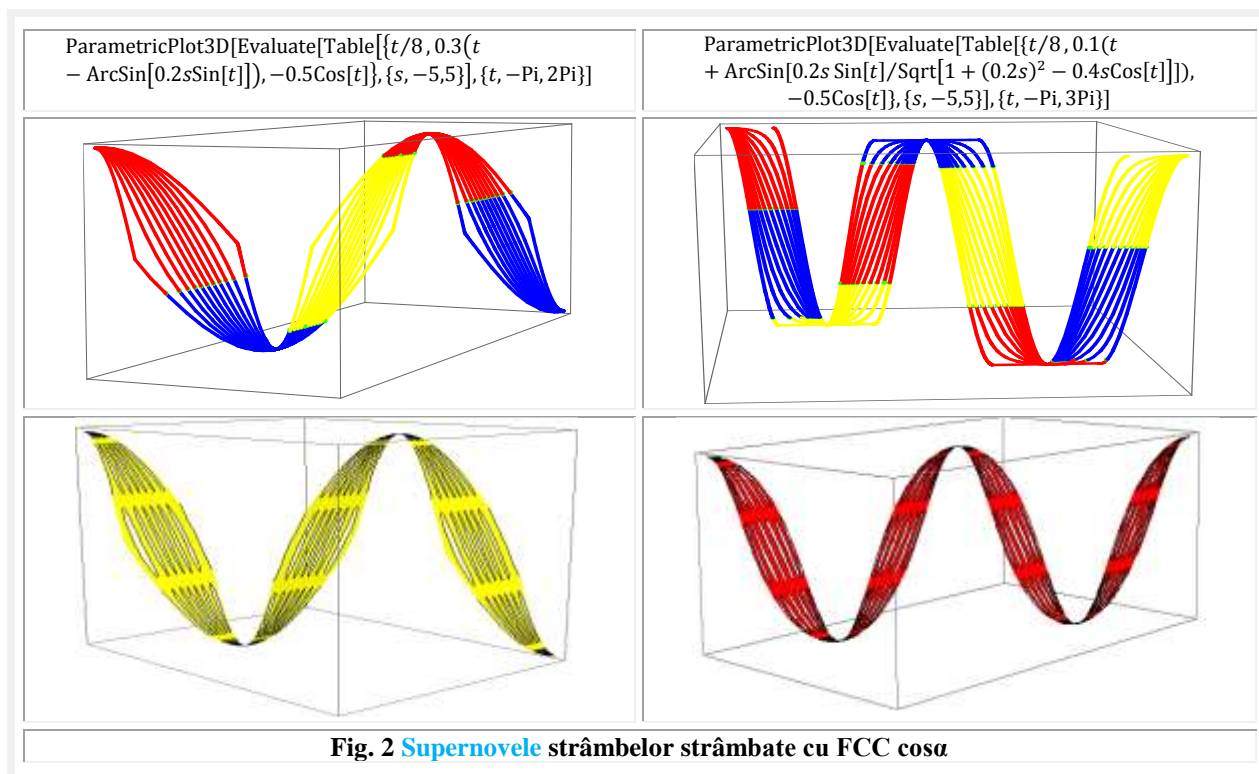 ParametricPlot3D[Evaluate[Table[{t/8, 0.3(t
− ArcSin[0.2sSin[t]]), −0.5Cos[t]}, {s, −5,5}], {t, −Pi, 2Pi}]
ParametricPlot3D[Evaluate[Table[{t/8, 0.1(t
+ ArcSin[0.2s Sin[t]/Sqrt[1 + (0.2s)² − 0.4sCos[t]]]),
−0.5Cos[t]}, {s, −5,5}], {t, −Pi, 3Pi}]
Fig. 2 Supernovele strâmbelor strâmbate cu FCC cosα